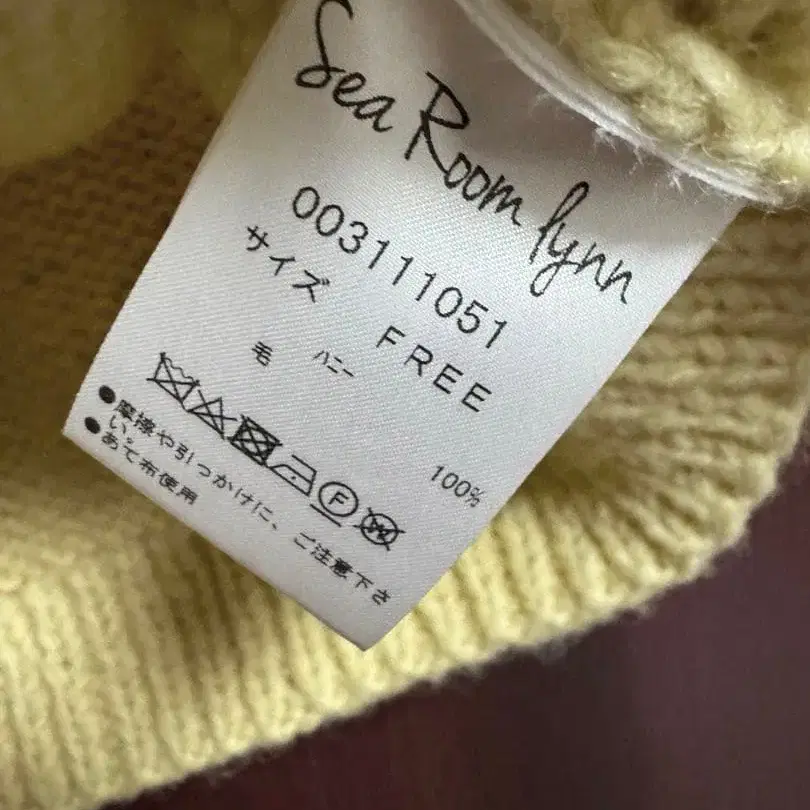 Sea Room lynn
003111051
サイズ FREE
毛 ハニー 100%
F
W
●摩擦や引っかけに、ご注意下さ
い。
●あて布使用